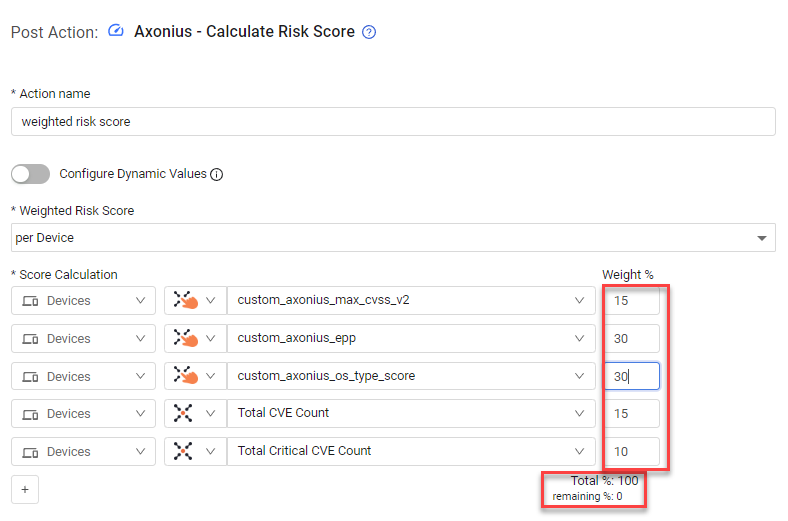 Post Action: Axonius - Calculate Risk Score ?
* Action name
weighted risk score
Configure Dynamic Values i
* Weighted Risk Score
per Device
* Score Calculation Weight %
Devices custom_axonius_max_cvss_v2 15
Devices custom_axonius_epp 30
Devices custom_axonius_os_type_score 30
Devices Total CVE Count 15
Devices Total Critical CVE Count 10
+ Total %: 100
remaining %: 0